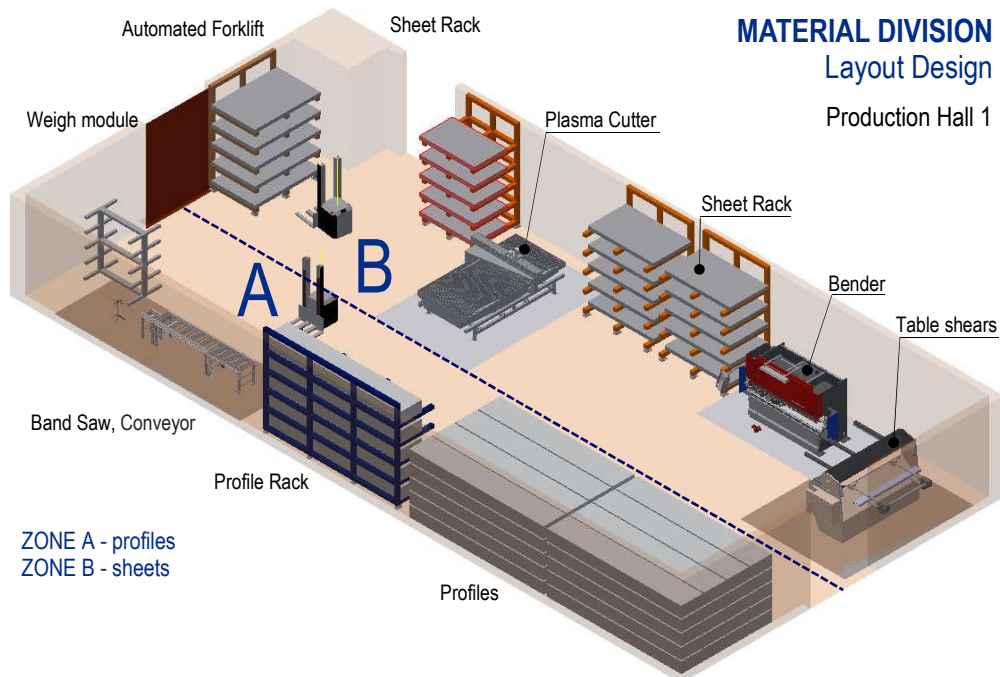 MATERIAL DIVISION
Layout Design
Production Hall 1
Automated Forklift
Sheet Rack
Weigh module
Plasma Cutter
Sheet Rack
Bender
Table shears
A
B
Band Saw, Conveyor
Profile Rack
ZONE A - profiles
ZONE B - sheets
Profiles